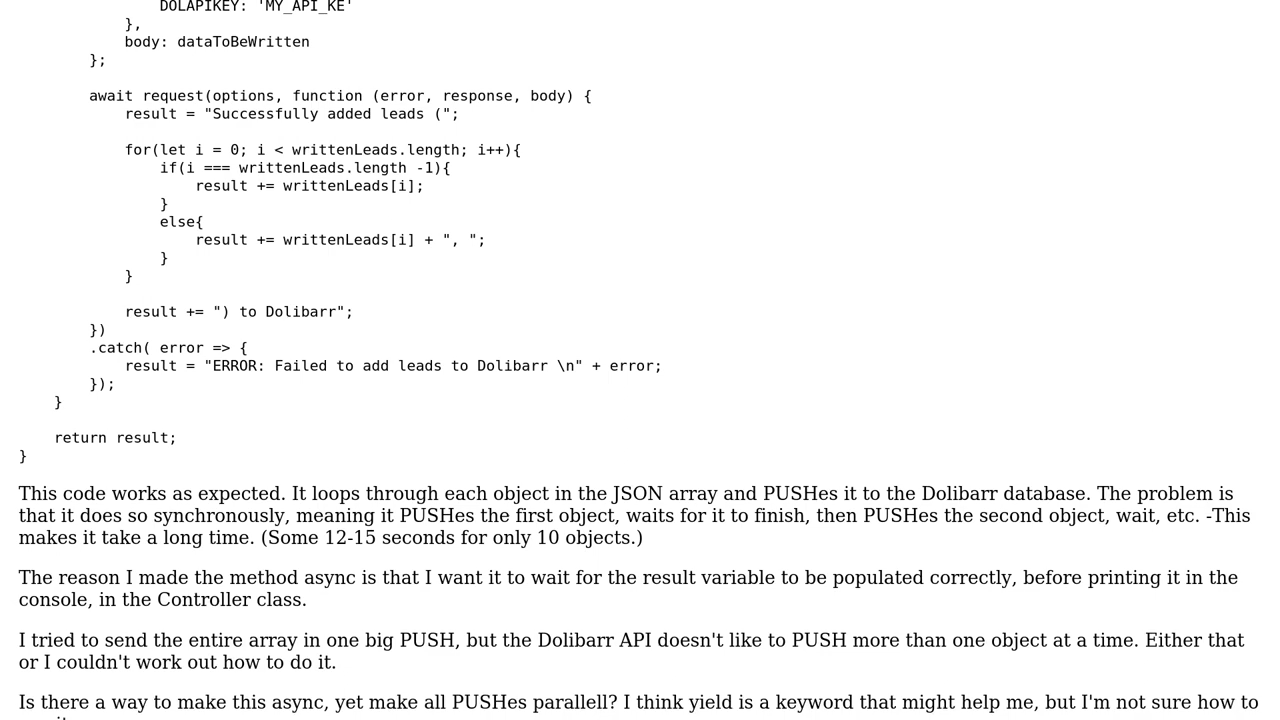 DOLAPIKEY: 'MY_API_KE'
},
body: dataToBeWritten
};
await request(options, function (error, response, body) {
result = "Successfully added leads (";
for(let i = 0; i < writtenLeads.length; i++){
if(i === writtenLeads.length -1){
result += writtenLeads[i];
}
else{
result += writtenLeads[i] + ", ";
}
}
result += ") to Dolibarr";
})
.catch( error => {
result = "ERROR: Failed to add leads to Dolibarr \n" + error;
});
}
return result;
}
This code works as expected. It loops through each object in the JSON array and PUSHes it to the Dolibarr database. The problem is
that it does so synchronously, meaning it PUSHes the first object, waits for it to finish, then PUSHes the second object, wait, etc. -This
makes it take a long time. (Some 12-15 seconds for only 10 objects.)
The reason I made the method async is that I want it to wait for the result variable to be populated correctly, before printing it in the
console, in the Controller class.
I tried to send the entire array in one big PUSH, but the Dolibarr API doesn't like to PUSH more than one object at a time. Either that
or I couldn't work out how to do it.
Is there a way to make this async, yet make all PUSHes parallell? I think yield is a keyword that might help me, but I'm not sure how to